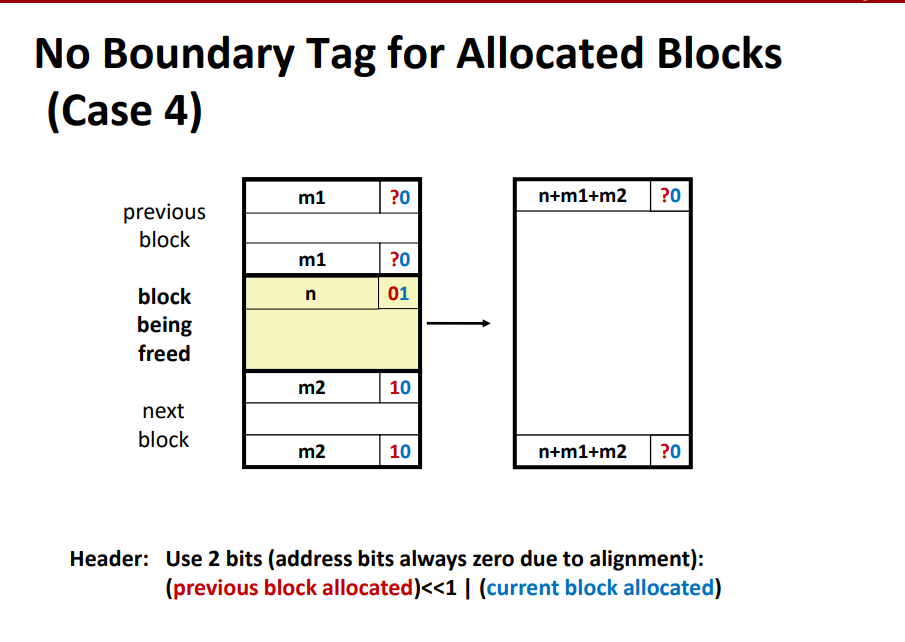 No Boundary Tag for Allocated Blocks
(Case 4)
previous
block
block
being
freed
next
block
m1 ?0
m1 ?0
n 01
m2 10
m2 10
n+m1+m2 ?0
n+m1+m2 ?0
Header: Use 2 bits (address bits always zero due to alignment):
(previous block allocated)<<1 | (current block allocated)